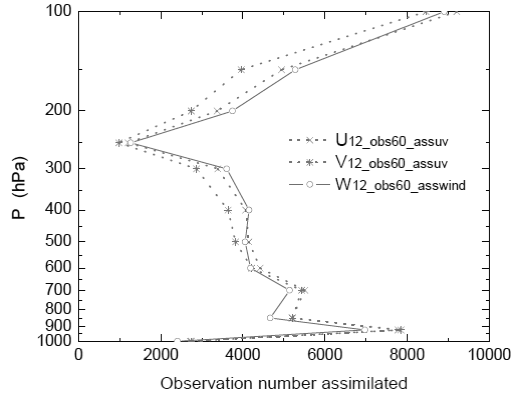 100
200
300
400
500
600
700
800
900
1000
P (hPa)
U12_obs60_assuv
V12_obs60_assuv
W12_obs60_asswind
0 2000 4000 6000 8000 10000
Observation number assimilated